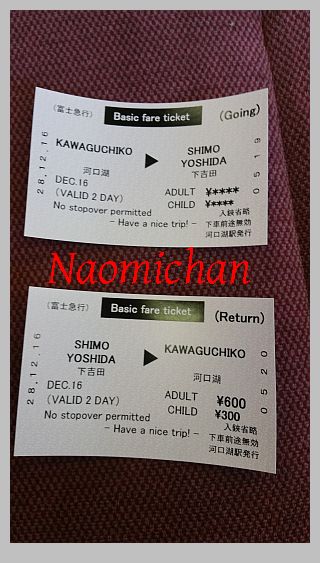 (富士急行) Basic fare ticket (Going)
28.12.16
KAWAGUCHIKO ▶ SHIMO YOSHIDA
河口湖 下吉田
DEC.16
(VALID 2 DAY)
No stopover permitted
- Have a nice trip! -
ADULT ¥****
CHILD ¥****
入鋏省略
下車前途無効
河口湖駅発行
0519
Naomichan
(富士急行) Basic fare ticket (Return)
28.12.16
SHIMO YOSHIDA ▶ KAWAGUCHIKO
下吉田 河口湖
DEC.16
(VALID 2 DAY)
No stopover permitted
- Have a nice trip! -
ADULT ¥600
CHILD ¥300
入鋏省略
下車前途無効
河口湖駅発行
0520